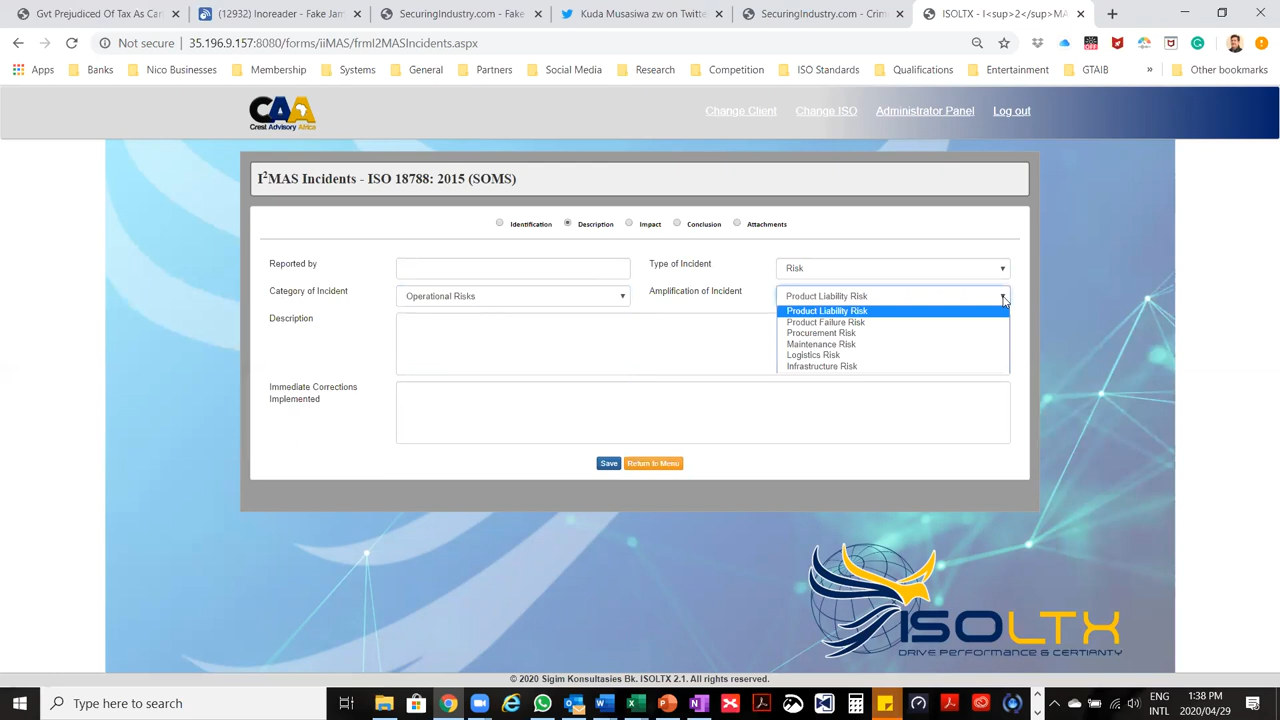 Gvt Prejudiced Of Tax As Car
(12932) Inoreader - Fake Headli
SecuringIndustry.com - Fake
Kuda Musasiwa zw on Twitte
SecuringIndustry.com - Crim
ISOLTX - I<sup>2</sup>MA
Not secure
35.196.9.157:8080/forms/iiMAS/fmI2MASIncidents.aspx
Apps
Banks
Nico Businesses
Membership
Systems
General
Partners
Social Media
Research
Competition
ISO Standards
Qualifications
Entertainment
GTAIB
»
Other bookmarks
CAA
Crest Advisory Africa
Change Client
Change ISO
Administrator Panel
Log out
I²MAS Incidents - ISO 18788: 2015 (SOMS)
Identification
Description
Impact
Conclusion
Attachments
Reported by
Type of Incident
Risk
Category of Incident
Operational Risks
Amplification of Incident
Product Liability Risk
Description
Product Liability Risk
Product Failure Risk
Procurement Risk
Maintenance Risk
Logistics Risk
Infrastructure Risk
Immediate Corrections
Implemented
Save
Return to Menu
ISOLTX
DRIVE PERFORMANCE & CERTIANTY
© 2020 Sigim Konsultasies Bk. ISOLTX 2.1. All rights reserved.
Type here to search
ENG
INTL
1:38 PM
2020/04/29